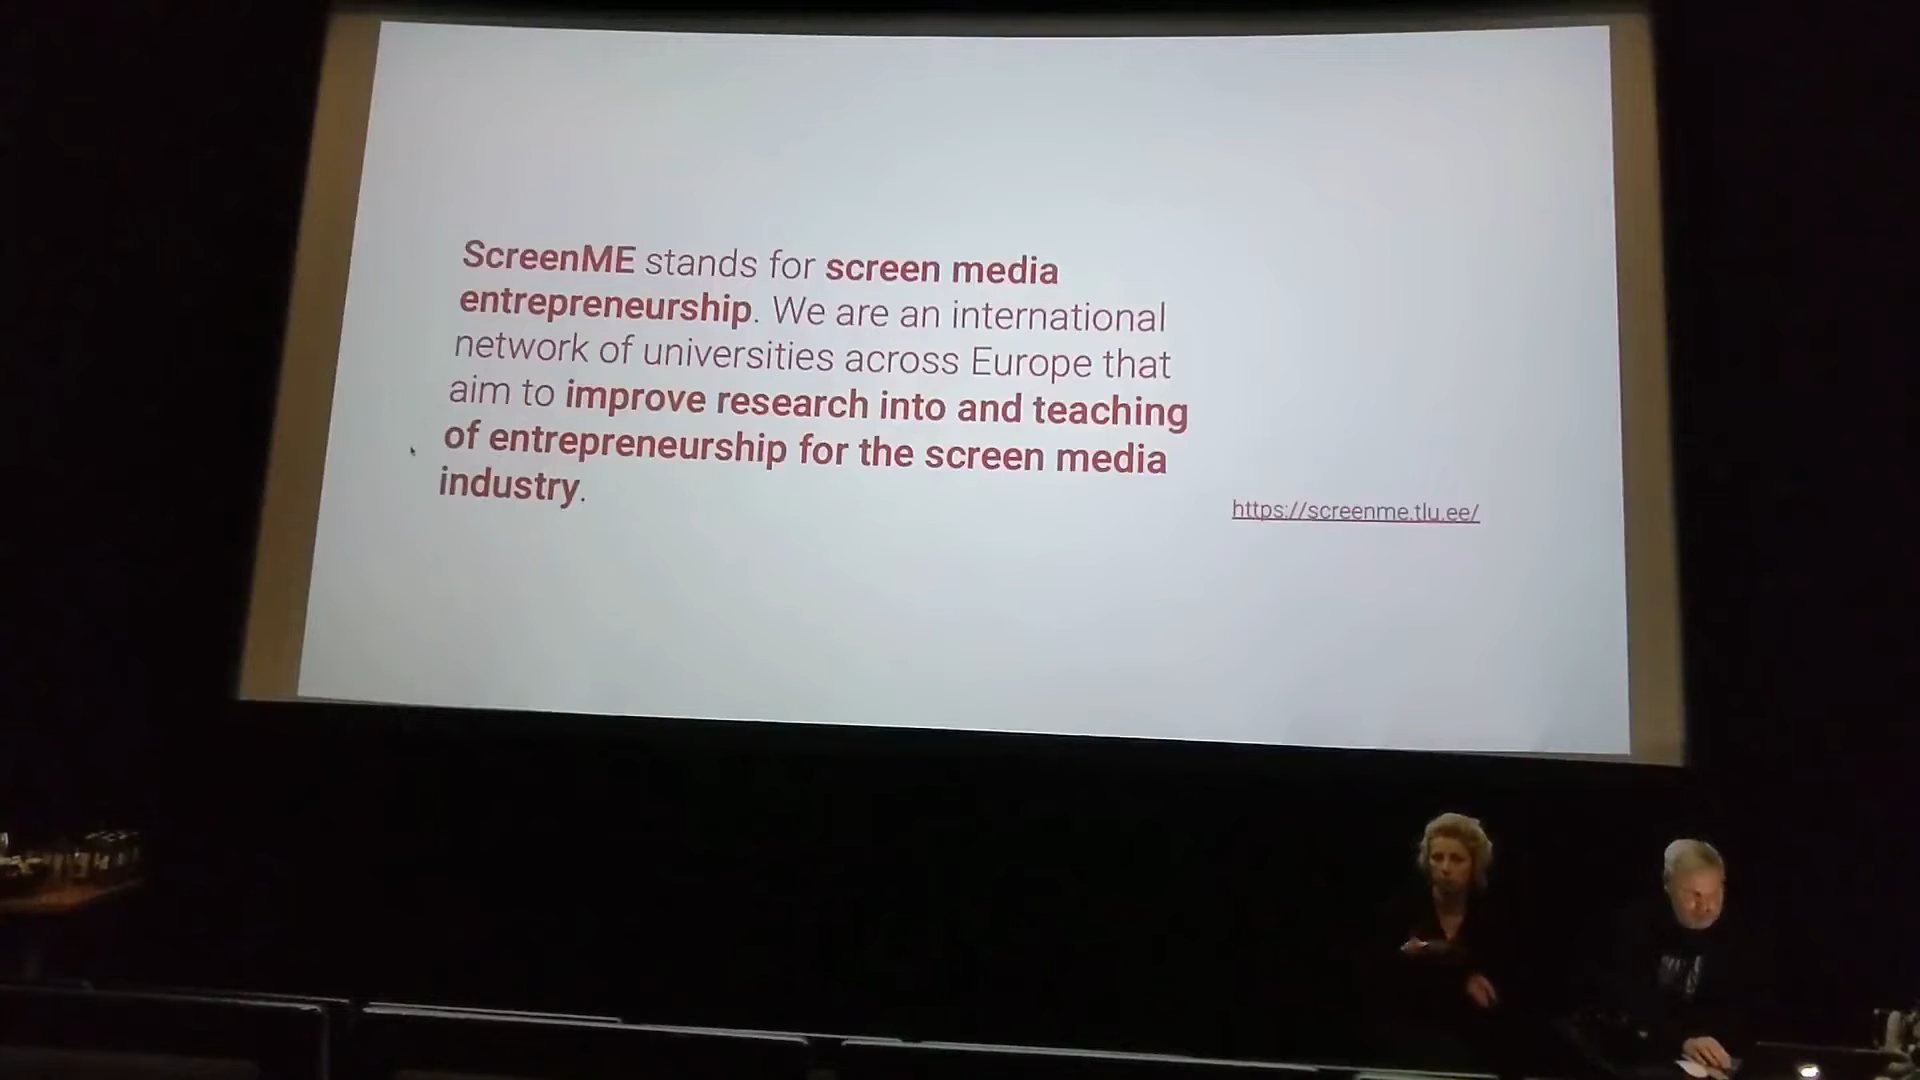 ScreenME stands for screen media
entrepreneurship. We are an international
network of universities across Europe that
aim to improve research into and teaching
of entrepreneurship for the screen media
industry.
https://screenme.tlu.ee/